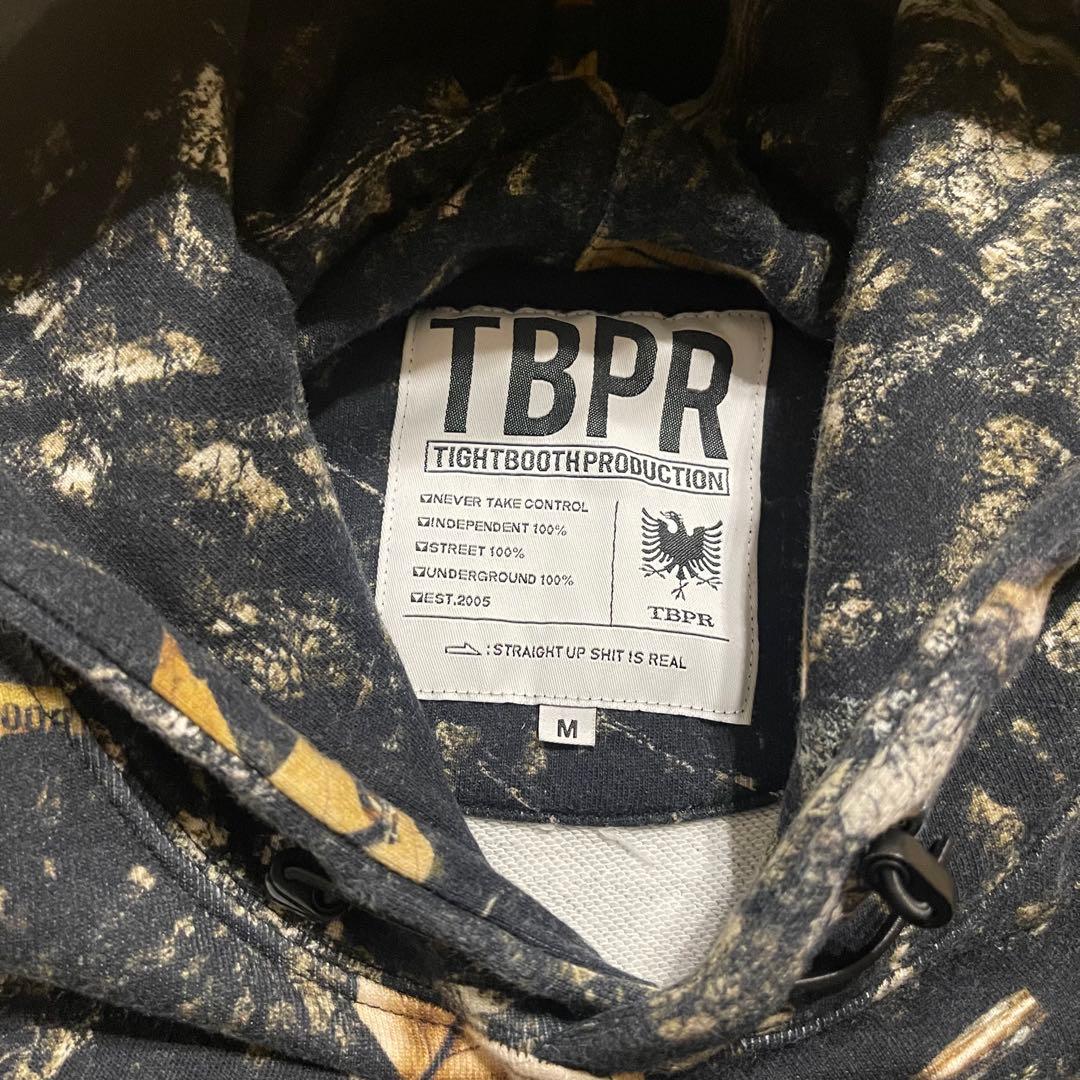 TBPR
TIGHTBOOTHPRODUCTION
NEVER TAKE CONTROL
INDEPENDENT 100%
STREET 100%
UNDERGROUND 100%
EST.2005
TBPR
:STRAIGHT UP SHIT IS REAL
M